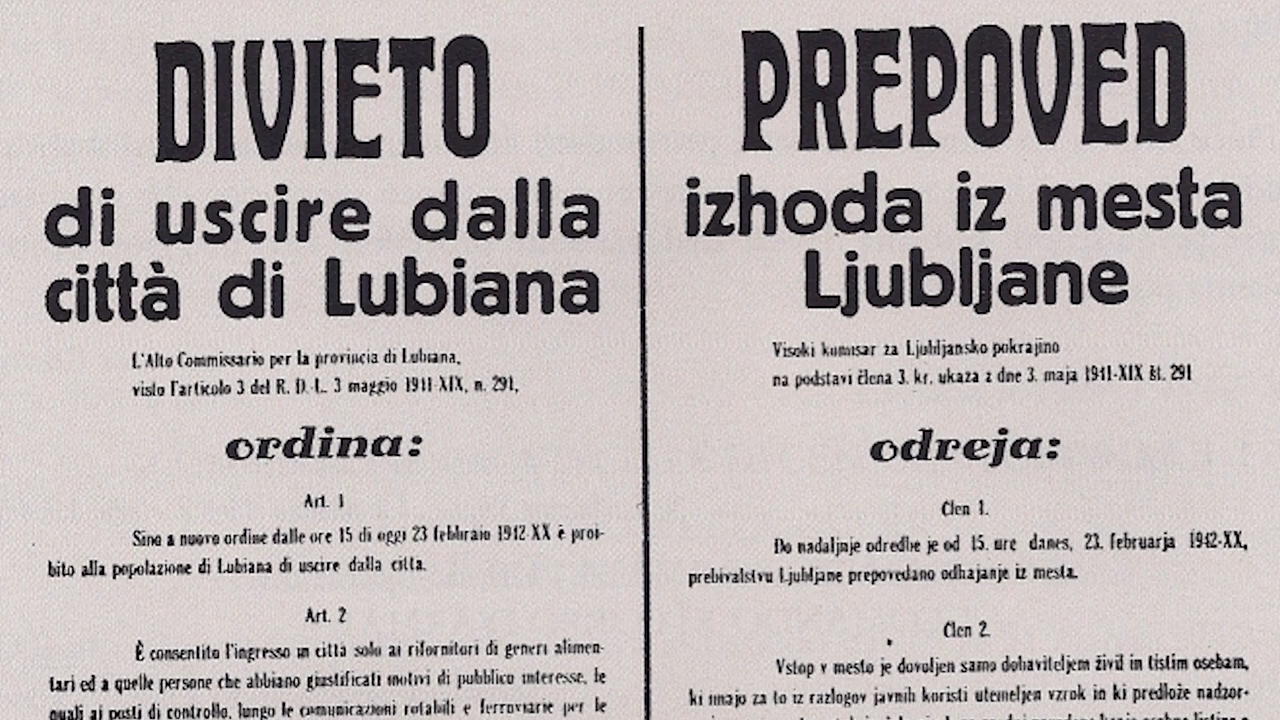 DIVIETO
di uscire dalla
città di Lubiana
L'Alto Commissario per la provincia di Lubiana,
visto l'articolo 3 del R. D. L. 3 maggio 1941-XIX, n. 291,
ordina:
Art. 1
Sino a nuovo ordine dalle ore 15 di oggi 23 febbraio 1942-XX è proi-
bito alla popolazione di Lubiana di uscire dalla città.
Art. 2
È consentito l'ingresso in città solo ai rifornitori di generi alimen-
tari ed a quelle persone che abbiano giustificati motivi di pubblico interesse, le
quali ai posti di controllo, lungo le comunicazioni rotabili e ferroviarie per le
PREPOVED
izhoda iz mesta
Ljubljane
Visoki komisar za Ljubljansko pokrajino
na podstavi člena 3. kr. ukaza z dne 3. maja 1941-XIX št. 291
odreja:
Člen 1.
Do nadaljnje odredbe je od 15. ure danes, 23. februarja 1942-XX,
prebivalstvu Ljubljane prepovedano odhajanje iz mesta.
Člen 2.
Vstop v mesto je dovoljen samo dobaviteljem živil in tistim osebam,
ki imajo za to iz razlogov javnih koristi utemeljen vzrok in ki predlože nadzor-